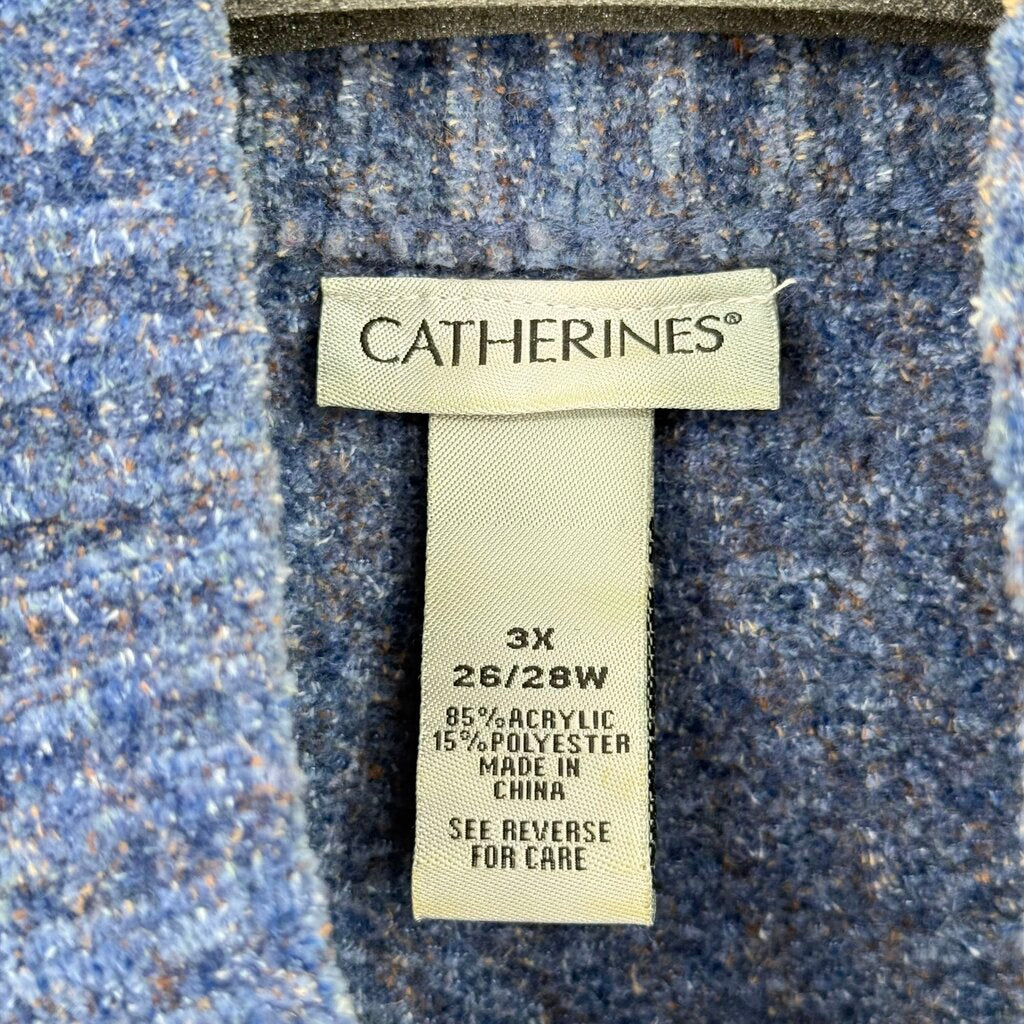 CATHERINES®
3X
26/28W
85% ACRYLIC
15% POLYESTER
MADE IN
CHINA
SEE REVERSE
FOR CARE